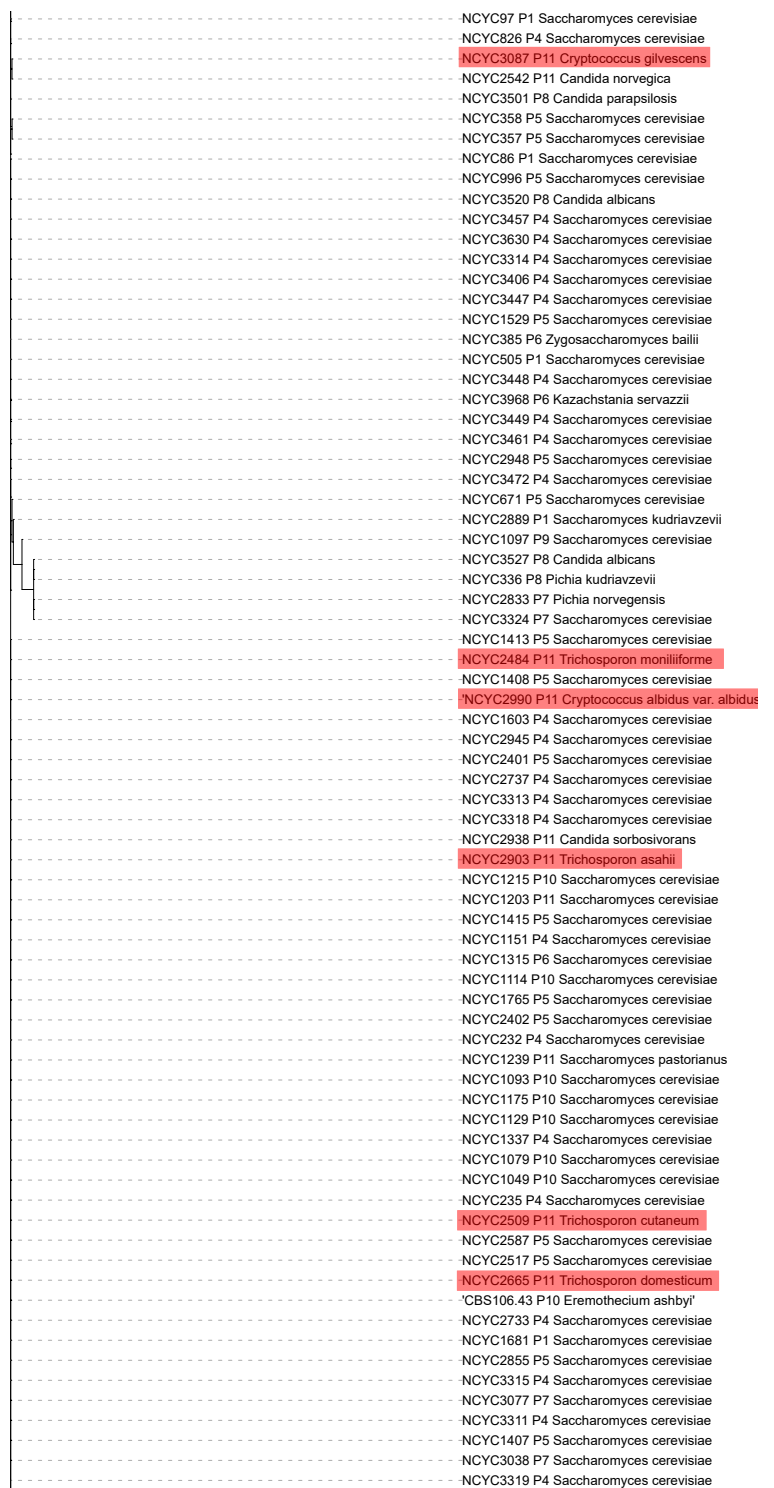 NCYC97 P1 Saccharomyces cerevisiae
NCYC826 P4 Saccharomyces cerevisiae
NCYC3087 P11 Cryptococcus gilvescens
NCYC2542 P11 Candida norvegica
NCYC3501 P8 Candida parapsilosis
NCYC358 P5 Saccharomyces cerevisiae
NCYC357 P5 Saccharomyces cerevisiae
NCYC86 P1 Saccharomyces cerevisiae
NCYC996 P5 Saccharomyces cerevisiae
NCYC3520 P8 Candida albicans
NCYC3457 P4 Saccharomyces cerevisiae
NCYC3630 P4 Saccharomyces cerevisiae
NCYC3314 P4 Saccharomyces cerevisiae
NCYC3406 P4 Saccharomyces cerevisiae
NCYC3447 P4 Saccharomyces cerevisiae
NCYC1529 P5 Saccharomyces cerevisiae
NCYC385 P6 Zygosaccharomyces bailii
NCYC505 P1 Saccharomyces cerevisiae
NCYC3448 P4 Saccharomyces cerevisiae
NCYC3968 P6 Kazachstania servazzii
NCYC3449 P4 Saccharomyces cerevisiae
NCYC3461 P4 Saccharomyces cerevisiae
NCYC2948 P5 Saccharomyces cerevisiae
NCYC3472 P4 Saccharomyces cerevisiae
NCYC671 P5 Saccharomyces cerevisiae
NCYC2889 P1 Saccharomyces kudriavzevii
NCYC1097 P9 Saccharomyces cerevisiae
NCYC3527 P8 Candida albicans
NCYC336 P8 Pichia kudriavzevii
NCYC2833 P7 Pichia norvegensis
NCYC3324 P7 Saccharomyces cerevisiae
NCYC1413 P5 Saccharomyces cerevisiae
NCYC2484 P11 Trichosporon moniliiforme
NCYC1408 P5 Saccharomyces cerevisiae
'NCYC2990 P11 Cryptococcus albidus var. albidus
NCYC1603 P4 Saccharomyces cerevisiae
NCYC2945 P4 Saccharomyces cerevisiae
NCYC2401 P5 Saccharomyces cerevisiae
NCYC2737 P4 Saccharomyces cerevisiae
NCYC3313 P4 Saccharomyces cerevisiae
NCYC3318 P4 Saccharomyces cerevisiae
NCYC2938 P11 Candida sorbosivorans
NCYC2903 P11 Trichosporon asahii
NCYC1215 P10 Saccharomyces cerevisiae
NCYC1203 P11 Saccharomyces cerevisiae
NCYC1415 P5 Saccharomyces cerevisiae
NCYC1151 P4 Saccharomyces cerevisiae
NCYC1315 P6 Saccharomyces cerevisiae
NCYC1114 P10 Saccharomyces cerevisiae
NCYC1765 P5 Saccharomyces cerevisiae
NCYC2402 P5 Saccharomyces cerevisiae
NCYC232 P4 Saccharomyces cerevisiae
NCYC1239 P11 Saccharomyces pastorianus
NCYC1093 P10 Saccharomyces cerevisiae
NCYC1175 P10 Saccharomyces cerevisiae
NCYC1129 P10 Saccharomyces cerevisiae
NCYC1337 P4 Saccharomyces cerevisiae
NCYC1079 P10 Saccharomyces cerevisiae
NCYC1049 P10 Saccharomyces cerevisiae
NCYC235 P4 Saccharomyces cerevisiae
NCYC2509 P11 Trichosporon cutaneum
NCYC2587 P5 Saccharomyces cerevisiae
NCYC2517 P5 Saccharomyces cerevisiae
NCYC2665 P11 Trichosporon domesticum
'CBS106.43 P10 Eremothecium ashbyi'
NCYC2733 P4 Saccharomyces cerevisiae
NCYC1681 P1 Saccharomyces cerevisiae
NCYC2855 P5 Saccharomyces cerevisiae
NCYC3315 P4 Saccharomyces cerevisiae
NCYC3077 P7 Saccharomyces cerevisiae
NCYC3311 P4 Saccharomyces cerevisiae
NCYC1407 P5 Saccharomyces cerevisiae
NCYC3038 P7 Saccharomyces cerevisiae
NCYC3319 P4 Saccharomyces cerevisiae